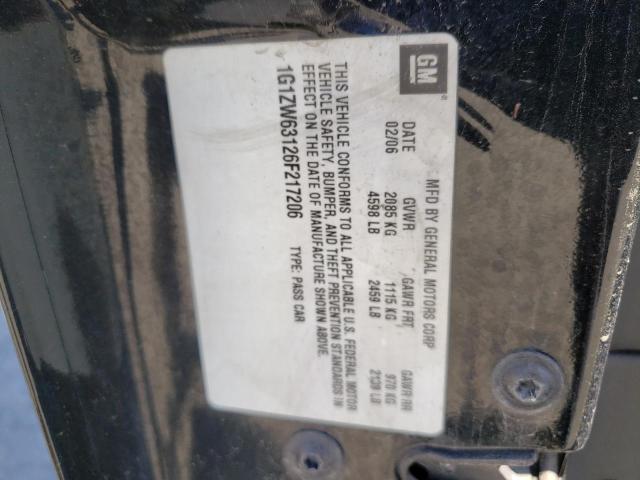 GM
MFD BY GENERAL MOTORS CORP
DATE GVWR GAWR FRT GAWR RR
02/06 2085 KG 1115 KG 970 KG
4598 LB 2459 LB 2138 LB
THIS VEHICLE CONFORMS TO ALL APPLICABLE U.S. FEDERAL MOTOR
VEHICLE SAFETY, BUMPER, AND THEFT PREVENTION STANDARDS IN
EFFECT ON THE DATE OF MANUFACTURE SHOWN ABOVE.
1G1ZW63126F217206 TYPE: PASS CAR